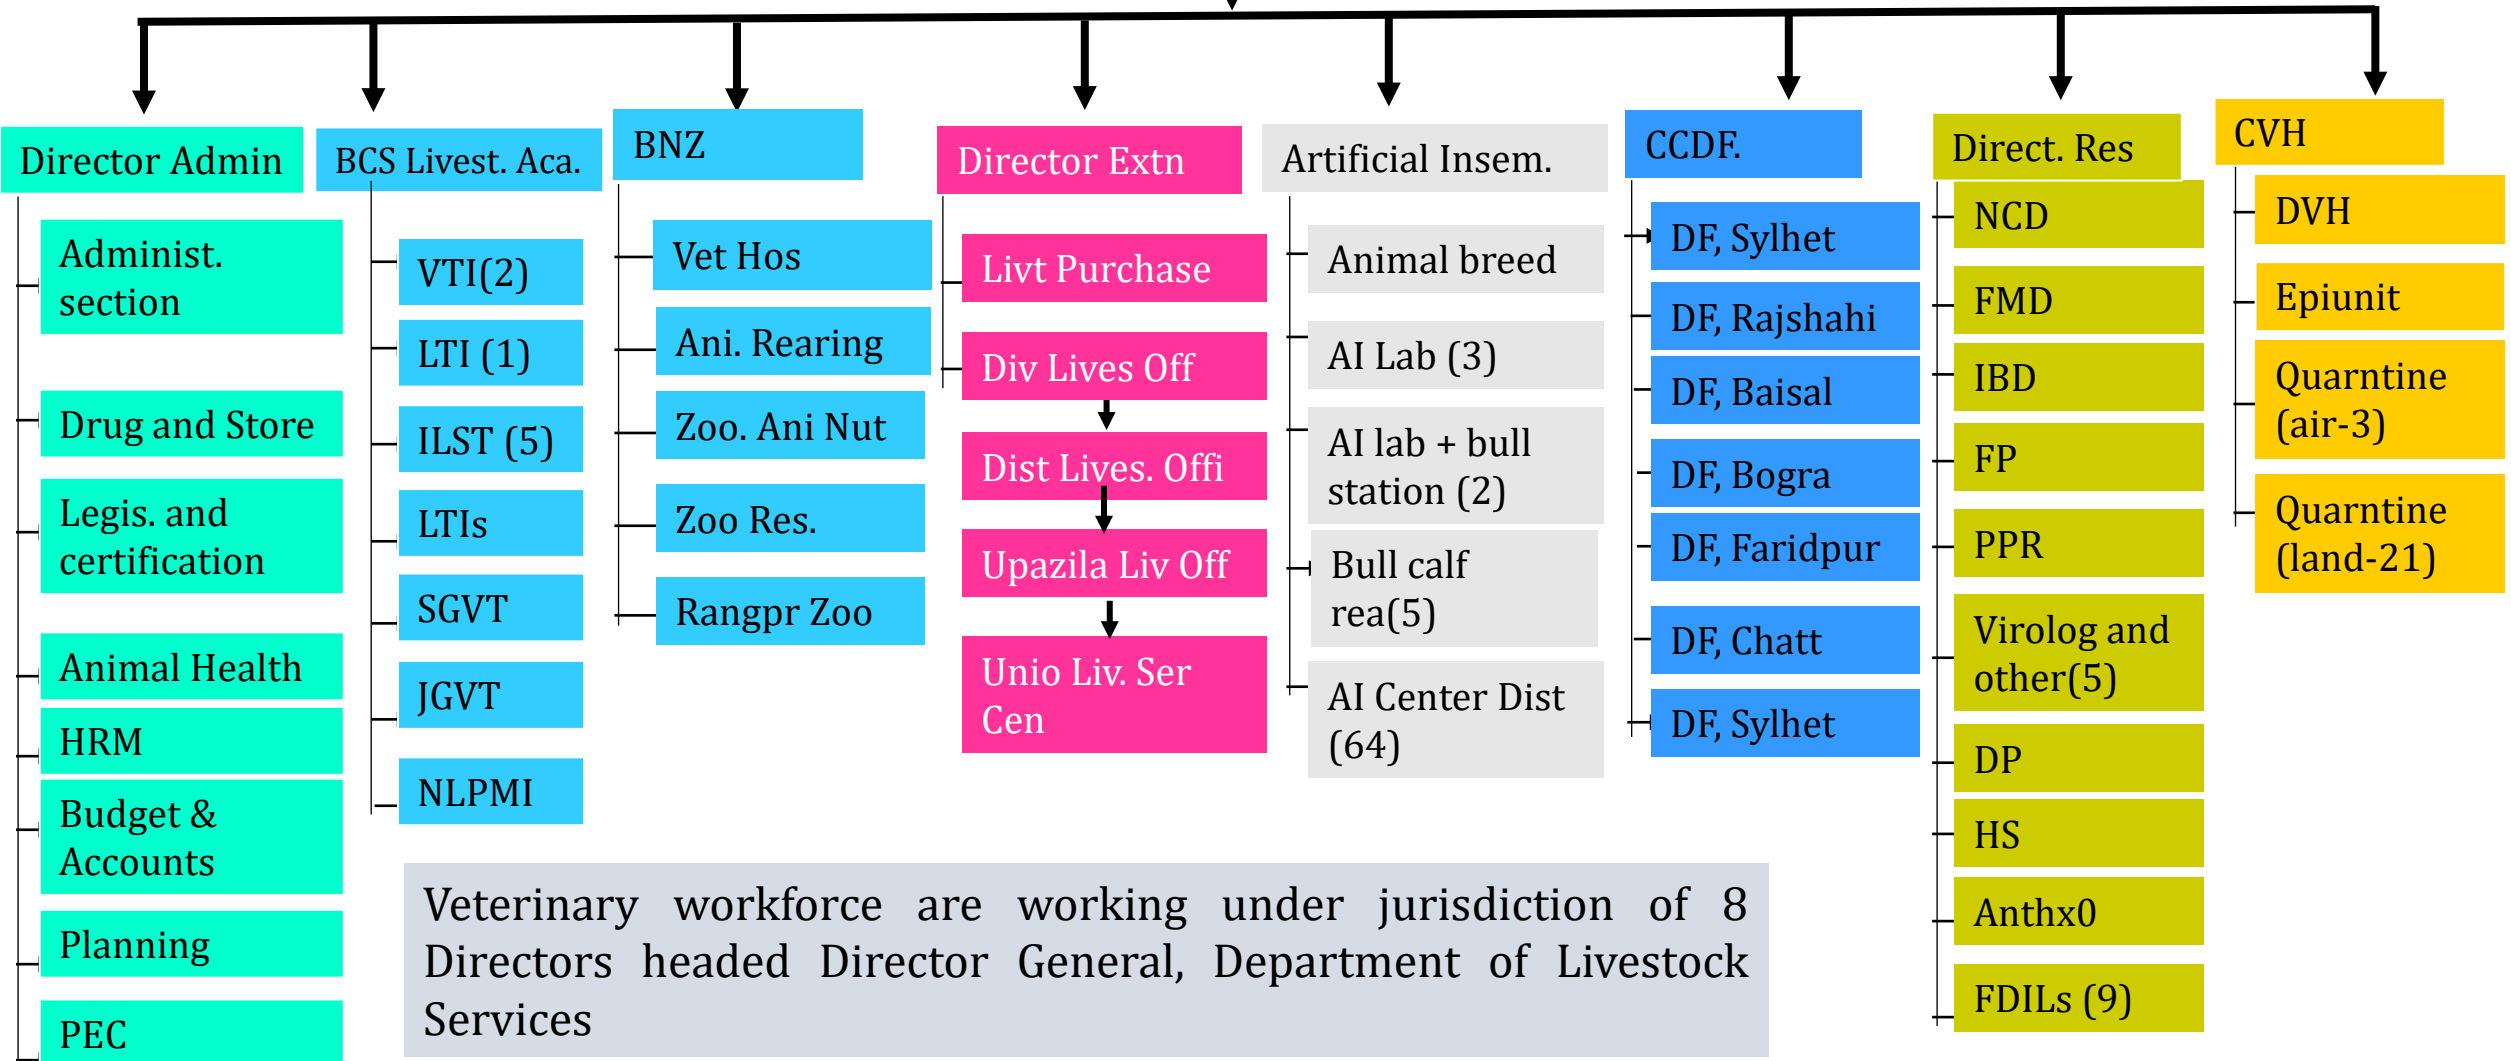 Director Admin
Administ.
section
Drug and Store
Legis. and
certification
Animal Health
HRM
Budget &
Accounts
Planning
PEC
BCS Livest. Aca.
VTI(2)
LTI (1)
ILST (5)
LTIs
SGVT
JGVT
NLPMI
BNZ
Vet Hos
Ani. Rearing
Zoo. Ani Nut
Zoo Res.
Rangpr Zoo
Director Extn
Livt Purchase
Div Lives Off
Dist Lives. Offi
Upazila Liv Off
Unio Liv. Ser
Cen
Artificial Insem.
Animal breed
AI Lab (3)
AI lab + bull
station (2)
Bull calf
rea(5)
AI Center Dist
(64)
CCDF.
DF, Sylhet
DF, Rajshahi
DF, Baisal
DF, Bogra
DF, Faridpur
DF, Chatt
DF, Sylhet
Direct. Res
NCD
FMD
IBD
FP
PPR
Virolog and
other(5)
DP
HS
Anthx0
FDILs (9)
CVH
DVH
Epiunit
Quarntine
(air-3)
Quarntine
(land-21)
Veterinary workforce are working under jurisdiction of 8
Directors headed Director General, Department of Livestock
Services